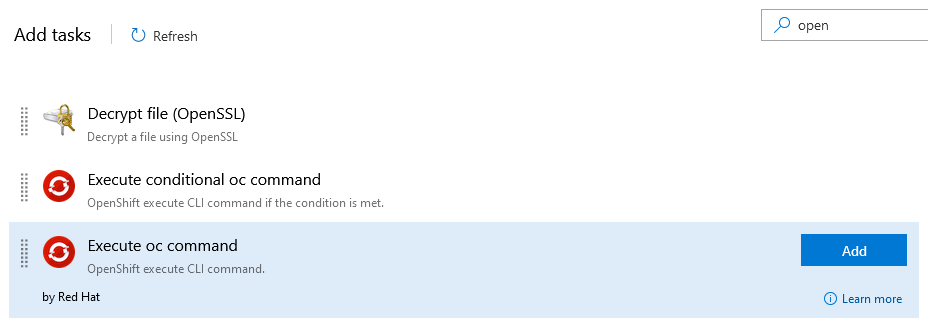 Add tasks
Refresh
open
Decrypt file (OpenSSL)
Decrypt a file using OpenSSL
Execute conditional oc command
OpenShift execute CLI command if the condition is met.
Execute oc command
OpenShift execute CLI command.
Add
by Red Hat
Learn more